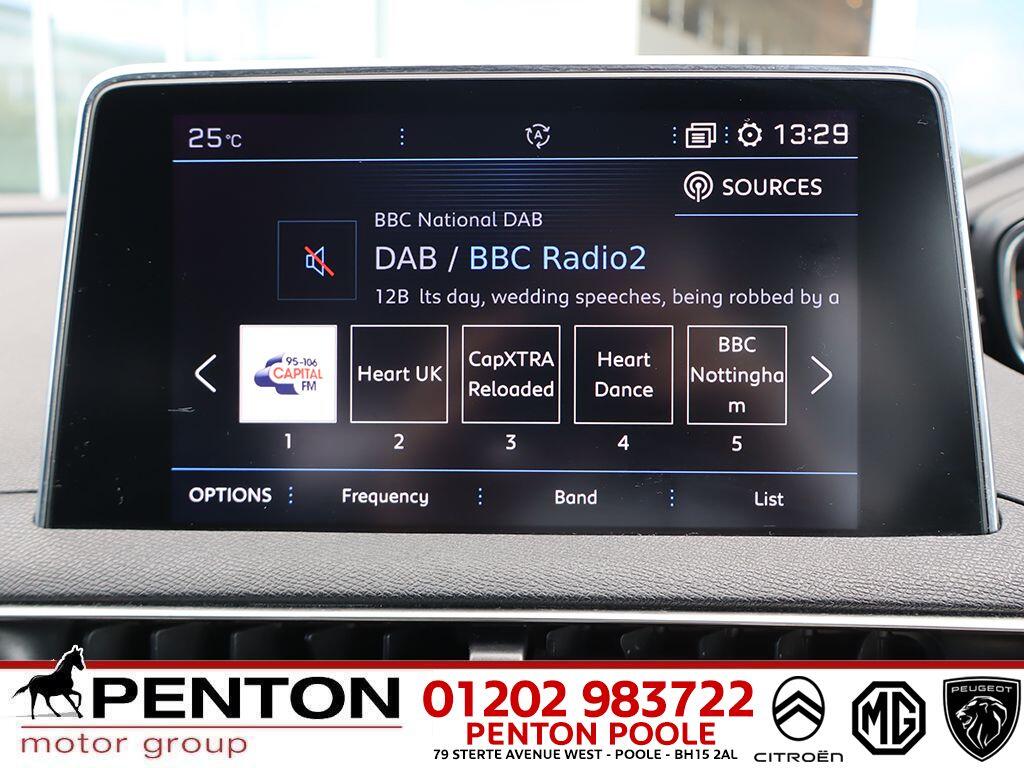 25 °C
A
13:29
SOURCES
BBC National DAB
DAB / BBC Radio2
12B lts day, wedding speeches, being robbed by a
95-106
CAPITAL
FM
Heart UK
CapXTRA
Reloaded
Heart
Dance
BBC
Nottingha
m
1 2 3 4 5
OPTIONS Frequency Band List
PENTON
motor group
01202 983722
PENTON POOLE
79 STERTE AVENUE WEST - POOLE - BH15 2AL
CITROËN
MG
PEUGEOT